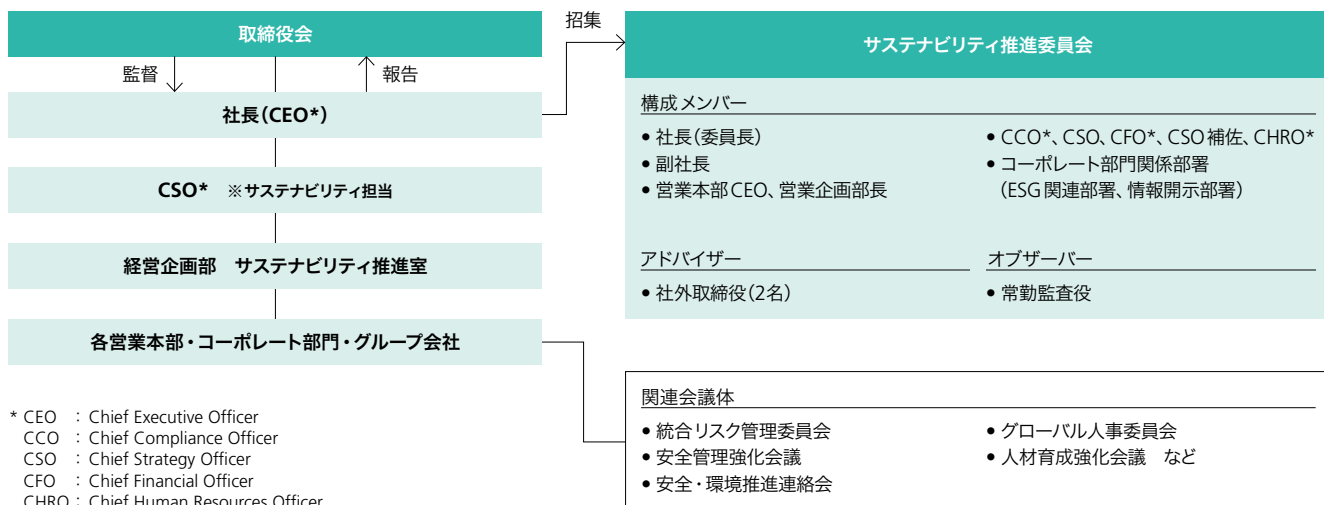 取締役会
監督
報告
社長（CEO*）
CSO* ※サステナビリティ担当
経営企画部 サステナビリティ推進室
各営業本部・コーポレート部門・グループ会社
* CEO ： Chief Executive Officer
CCO ： Chief Compliance Officer
CSO ： Chief Strategy Officer
CFO ： Chief Financial Officer
CHRO： Chief Human Resources Officer
招集
サステナビリティ推進委員会
構成メンバー
● 社長（委員長）
● 副社長
● 営業本部CEO、営業企画部長
● CCO*、CSO、CFO*、CSO補佐、CHRO*
● コーポレート部門関係部署
（ESG関連部署、情報開示部署）
アドバイザー
● 社外取締役（2名）
オブザーバー
● 常勤監査役
関連会議体
● 統合リスク管理委員会
● 安全管理強化会議
● 安全・環境推進連絡会
● グローバル人事委員会
● 人材育成強化会議 など